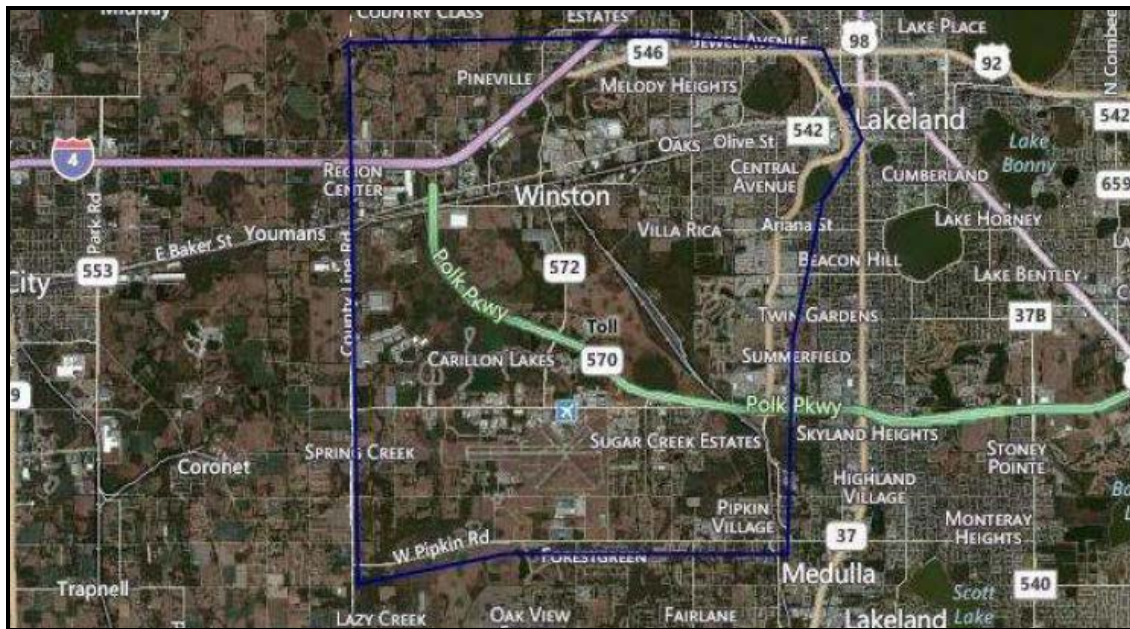 Midway
COUNTRY CLASS
ESTATES
LAKE PLACE
546
JEWEL AVENUE
98
92
PINEVILLE
MELODY HEIGHTS
N Combee
542
Lakeland
542
4
OAKS
Olive St
Lake
Bonny
REGION
CENTER
CENTRAL
AVENUE
CUMBERLAND
659
Winston
Park Rd
LAKE HORNEY
E Baker St
Youmans
VILLA RICA
Ariana St
553
572
BEACON HILL
LAKE BENTLEY
City
County Line Rd
Polk Pkwy
TWIN GARDENS
37B
Toll
CARILLON LAKES
570
SUMMERFIELD
9
Polk Pkwy
SKYLAND HEIGHTS
SUGAR CREEK ESTATES
SPRING CREEK
STONEY
POINTE
Coronet
HIGHLAND
VILLAGE
PIPKIN
VILLAGE
MONTERAY
HEIGHTS
W Pipkin Rd
37
FORESTGREEN
Medulla
Trapnell
540
Scott
Lake
LAZY CREEK
OAK VIEW
FAIRLANE
Lakeland